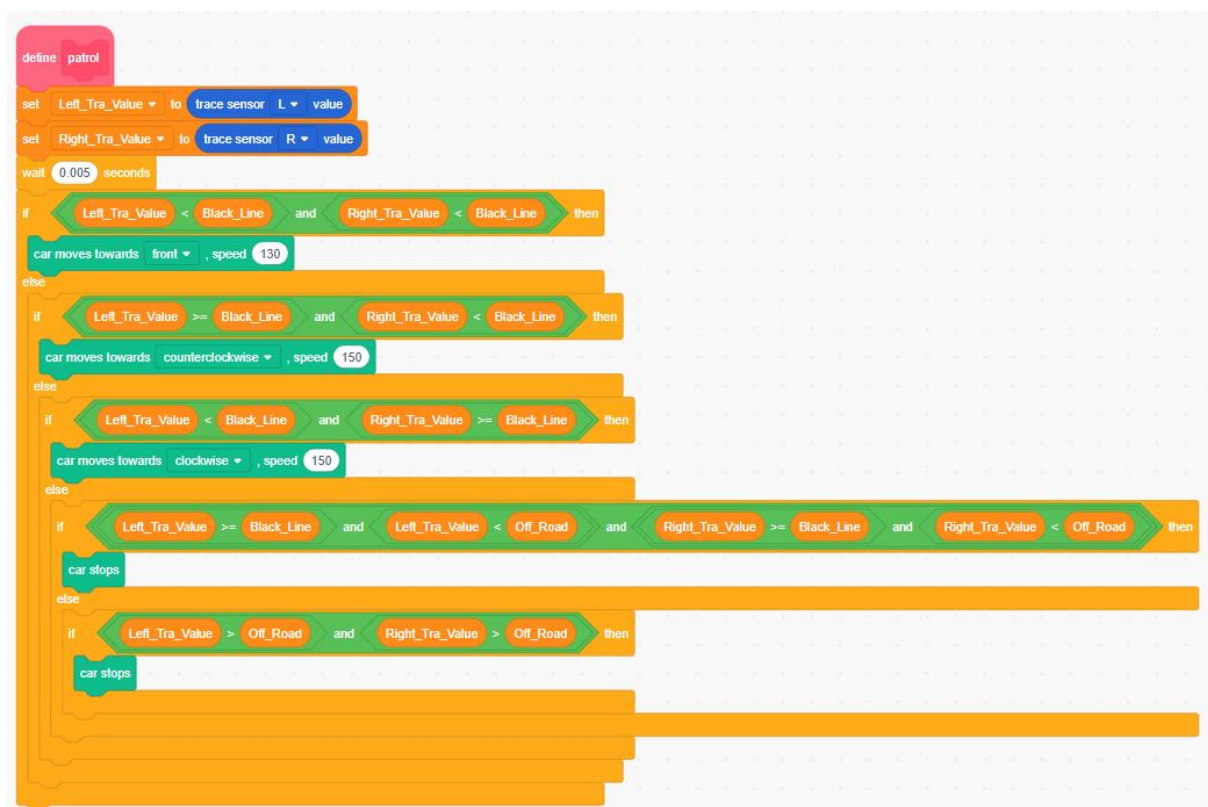 define patrol
set Left_Tra_Value to trace sensor L value
set Right_Tra_Value to trace sensor R value
wait 0.005 seconds
if Left_Tra_Value < Black_Line and Right_Tra_Value < Black_Line then
car moves towards front , speed 130
else
if Left_Tra_Value >= Black_Line and Right_Tra_Value < Black_Line then
car moves towards counterclockwise , speed 150
else
if Left_Tra_Value < Black_Line and Right_Tra_Value >= Black_Line then
car moves towards clockwise , speed 150
else
if Left_Tra_Value >= Black_Line and Left_Tra_Value < Off_Road and Right_Tra_Value >= Black_Line and Right_Tra_Value < Off_Road then
car stops
else
if Left_Tra_Value > Off_Road and Right_Tra_Value > Off_Road then
car stops